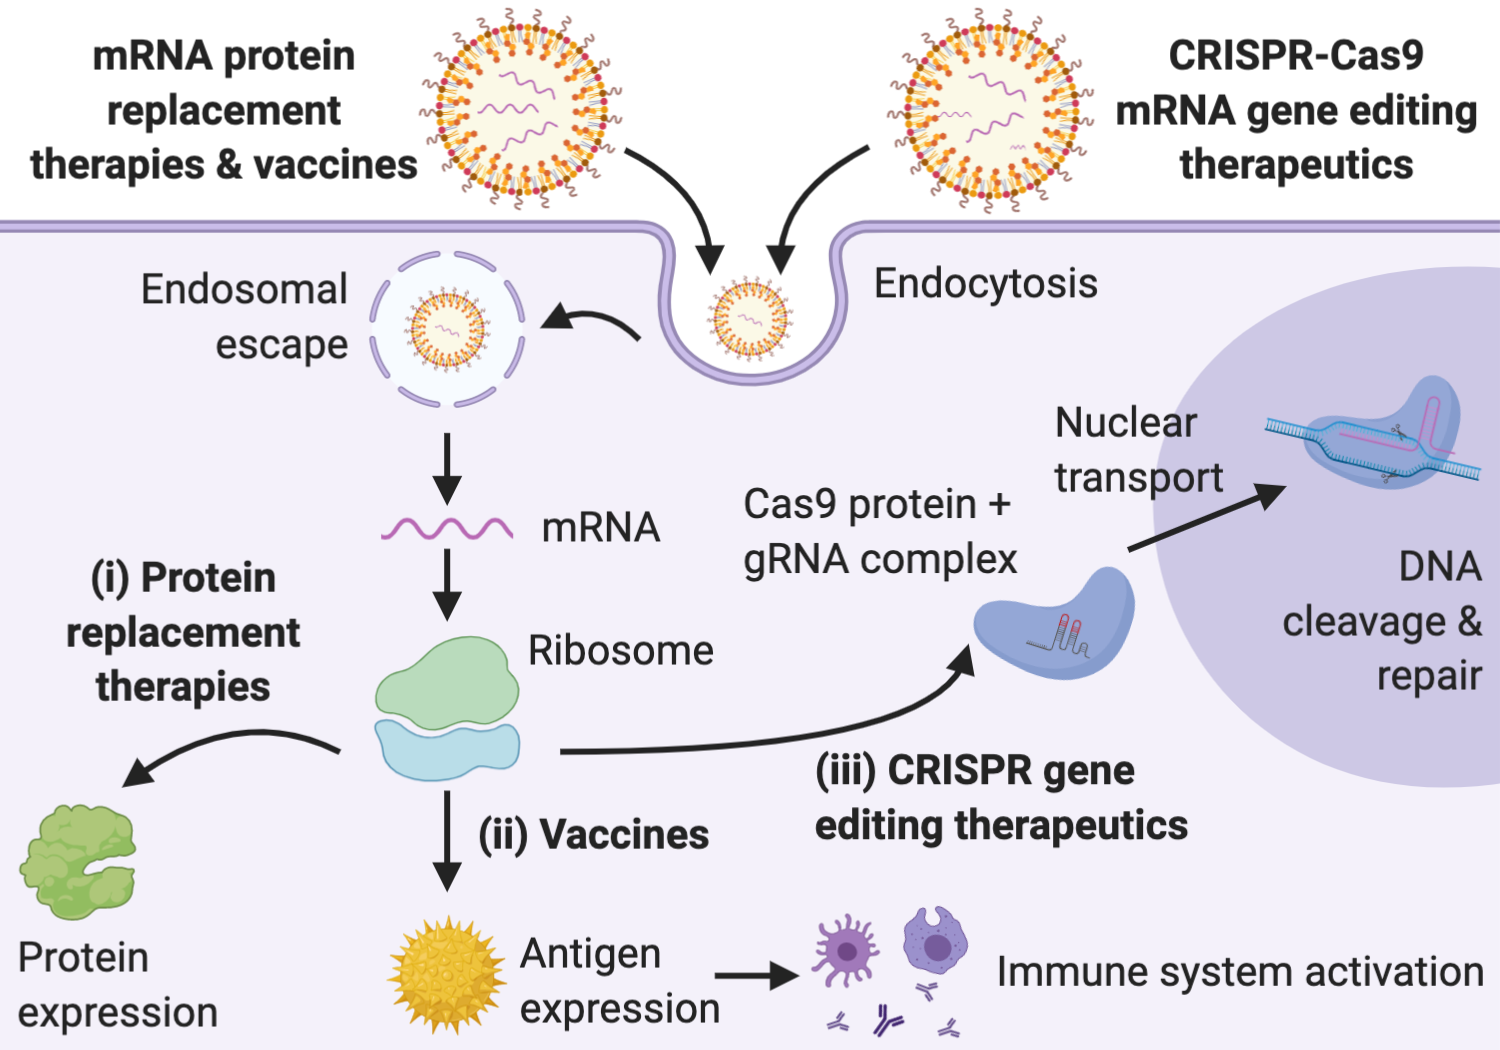 mRNA protein
replacement
therapies & vaccines
CRISPR-Cas9
mRNA gene editing
therapeutics
Endosomal
escape
Endocytosis
Nuclear
transport
mRNA
Cas9 protein +
gRNA complex
DNA
cleavage &
repair
(i) Protein
replacement
therapies
Ribosome
(iii) CRISPR gene
editing therapeutics
(ii) Vaccines
Protein
expression
Antigen
expression
Immune system activation